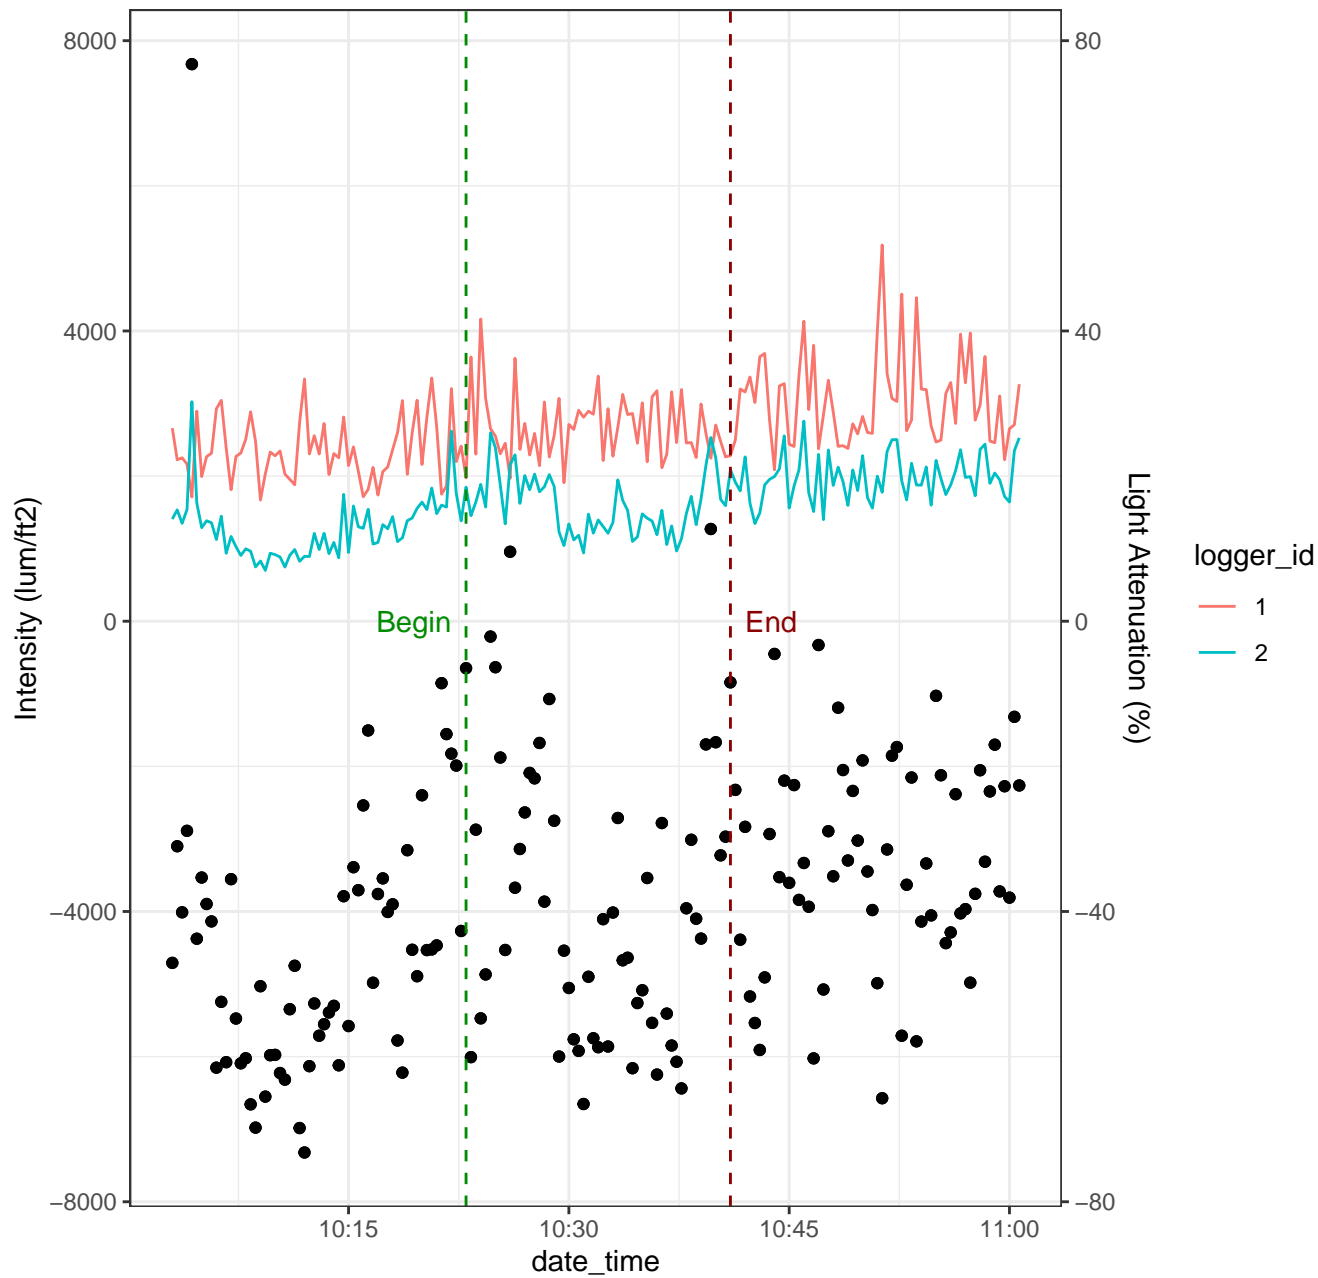 8000
4000
0
−4000
−8000
Intensity (lum/ft2)
Begin
End
80
40
0
−40
−80
Light Attenuation (%)
10:15
10:30
10:45
11:00
date_time
logger_id
1
2